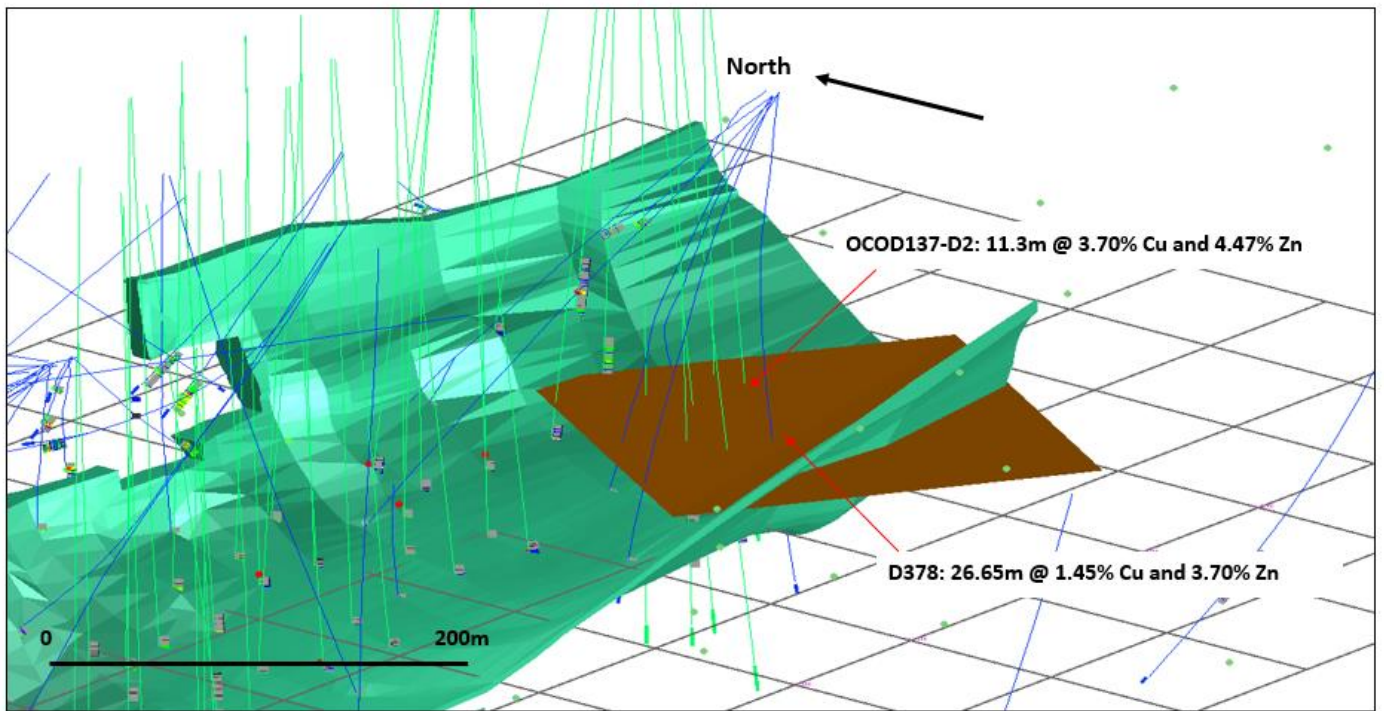 North
OCOD137-D2: 11.3m @ 3.70% Cu and 4.47% Zn
D378: 26.65m @ 1.45% Cu and 3.70% Zn
0
200m